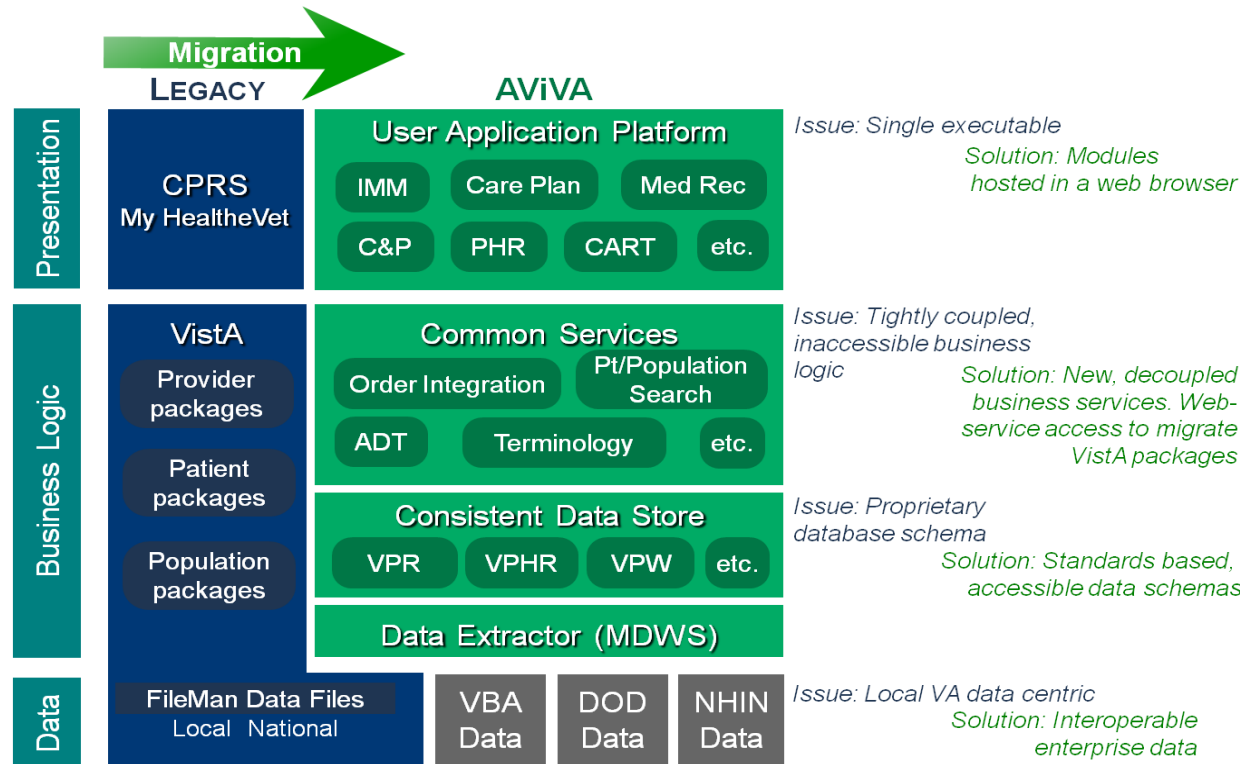 Migration
LEGACY
AViVA
Presentation
CPRS
My HealtheVet
User Application Platform
IMM
Care Plan
Med Rec
C&P
PHR
CART
etc.
Issue: Single executable
Solution: Modules
hosted in a web browser
Business Logic
VistA
Provider
packages
Patient
packages
Population
packages
Common Services
Order Integration
Pt/Population
Search
ADT
Terminology
etc.
Issue: Tightly coupled,
inaccessible business
logic
Solution: New, decoupled
business services. Web-
service access to migrate
VistA packages
Consistent Data Store
VPR
VPHR
VPW
etc.
Issue: Proprietary
database schema
Solution: Standards based,
accessible data schemas
Data Extractor (MDWS)
Data
FileMan Data Files
Local National
VBA
Data
DOD
Data
NHIN
Data
Issue: Local VA data centric
Solution: Interoperable
enterprise data